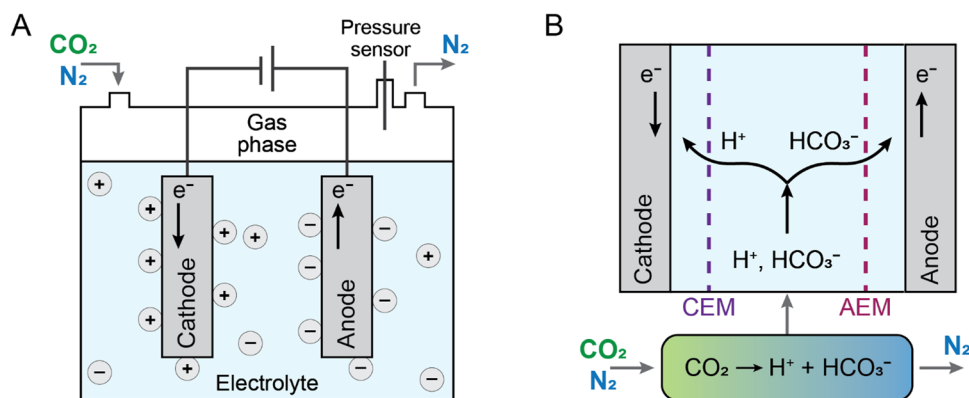 A
CO₂
N₂
Pressure
sensor
N₂
Gas
phase
e⁻
Cathode
e⁻
Anode
+
+
+
+
+
+
+
+
−
−
−
−
−
−
−
−
−
Electrolyte
B
e⁻
Cathode
H⁺
HCO₃⁻
H⁺, HCO₃⁻
e⁻
Anode
CEM
AEM
CO₂
N₂
CO₂ → H⁺ + HCO₃⁻
N₂